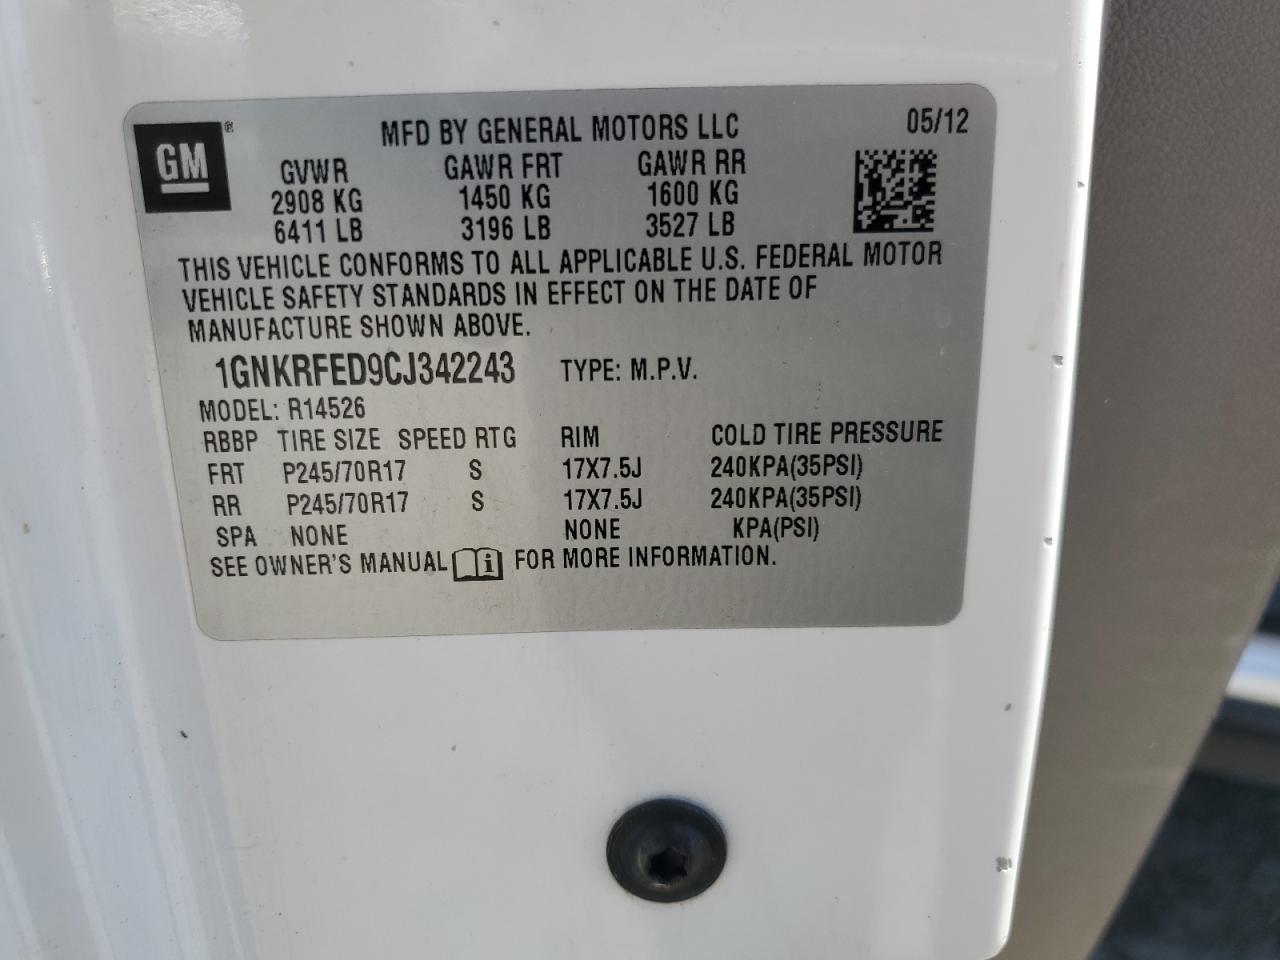 GM®
MFD BY GENERAL MOTORS LLC 05/12
GVWR GAWR FRT GAWR RR
2908 KG 1450 KG 1600 KG
6411 LB 3196 LB 3527 LB
THIS VEHICLE CONFORMS TO ALL APPLICABLE U.S. FEDERAL MOTOR
VEHICLE SAFETY STANDARDS IN EFFECT ON THE DATE OF
MANUFACTURE SHOWN ABOVE.
1GNKRFED9CJ342243 TYPE: M.P.V.
MODEL: R14526
RBBP TIRE SIZE SPEED RTG RIM COLD TIRE PRESSURE
FRT P245/70R17 S 17X7.5J 240KPA(35PSI)
RR P245/70R17 S 17X7.5J 240KPA(35PSI)
SPA NONE NONE KPA(PSI)
SEE OWNER'S MANUAL i FOR MORE INFORMATION.